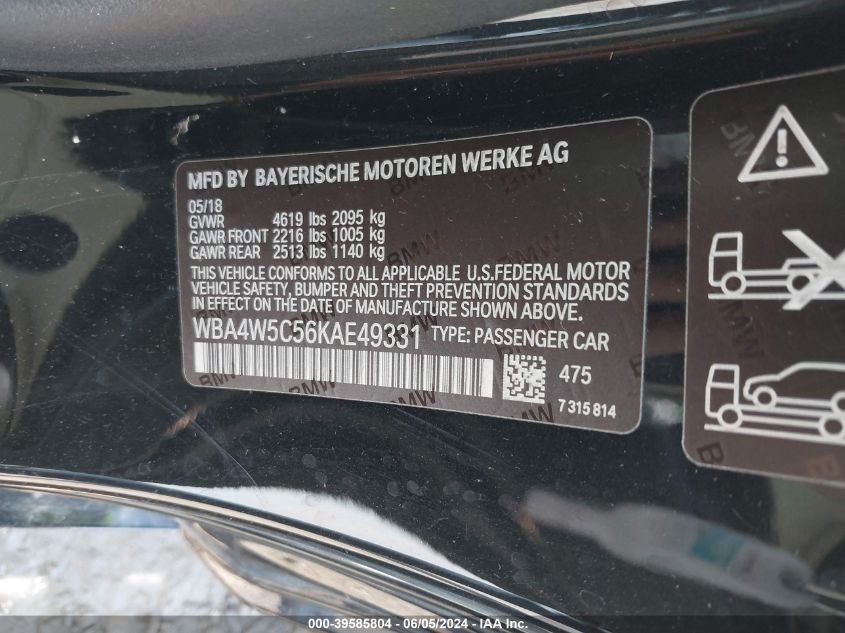 MFD BY BAYERISCHE MOTOREN WERKE AG
05/18
GVWR 4619 lbs 2095 kg
GAWR FRONT 2216 lbs 1005 kg
GAWR REAR 2513 lbs 1140 kg
THIS VEHICLE CONFORMS TO ALL APPLICABLE U.S.FEDERAL MOTOR
VEHICLE SAFETY, BUMPER AND THEFT PREVENTION STANDARDS
IN EFFECT ON THE DATE OF MANUFACTURE SHOWN ABOVE.
WBA4W5C56KAE49331 TYPE: PASSENGER CAR
475
7 315 814
000-39585804 / 06/05/2024 - IAA Inc.